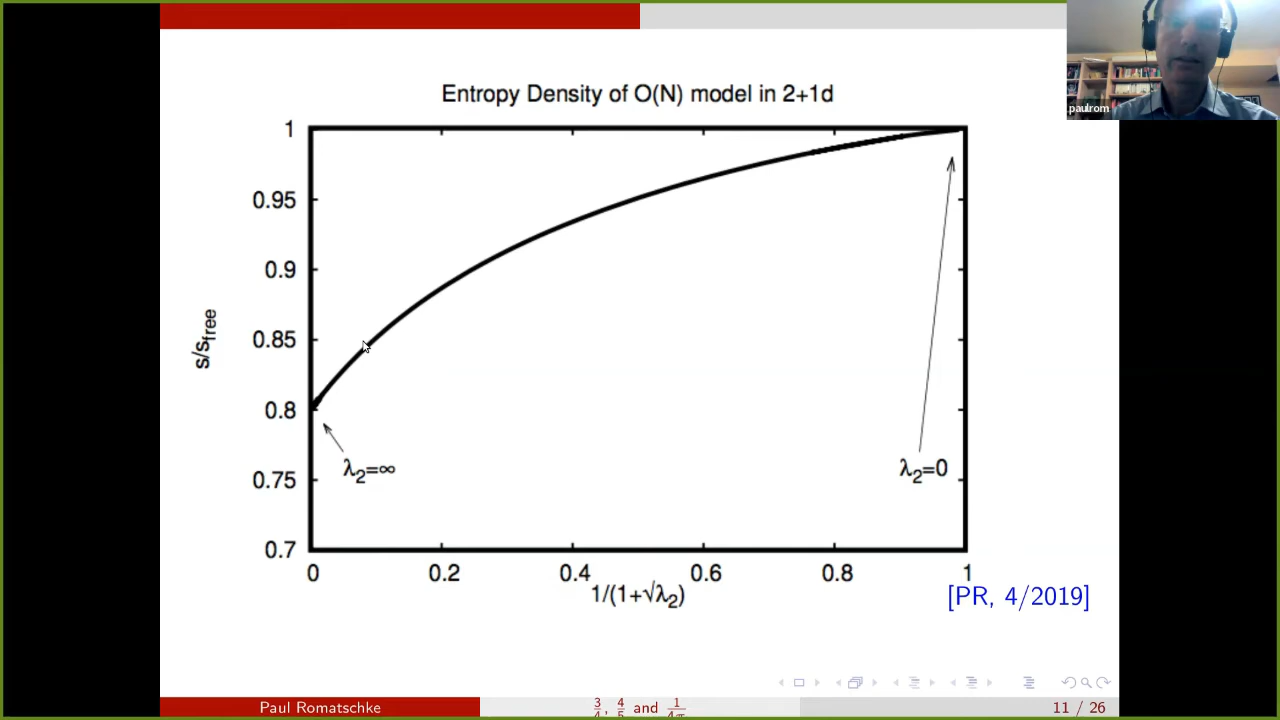 paulrom
Entropy Density of O(N) model in 2+1d
1
0.95
0.9
0.85
0.8
0.75
0.7
s/s_free
λ₂=∞
λ₂=0
0 0.2 0.4 0.6 0.8 1
1/(1+√λ₂)
[PR, 4/2019]
Paul Romatschke
3/4, 4/5 and 1/4π
11 / 26